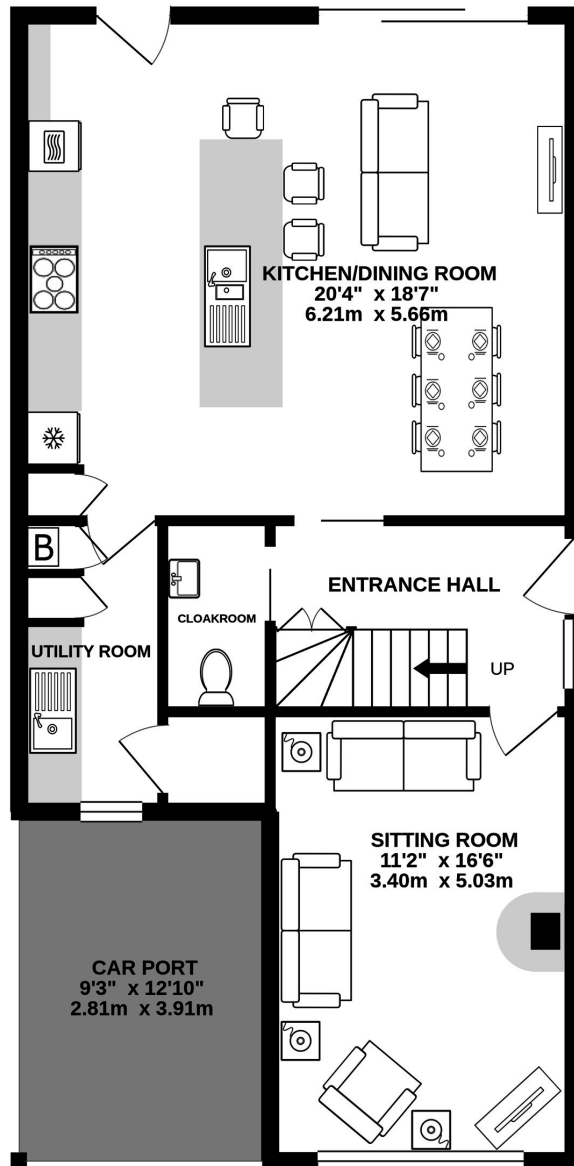 KITCHEN/DINING ROOM
20'4" x 18'7"
6.21m x 5.66m
B
ENTRANCE HALL
CLOAKROOM
UTILITY ROOM
UP
SITTING ROOM
11'2" x 16'6"
3.40m x 5.03m
CAR PORT
9'3" x 12'10"
2.81m x 3.91m